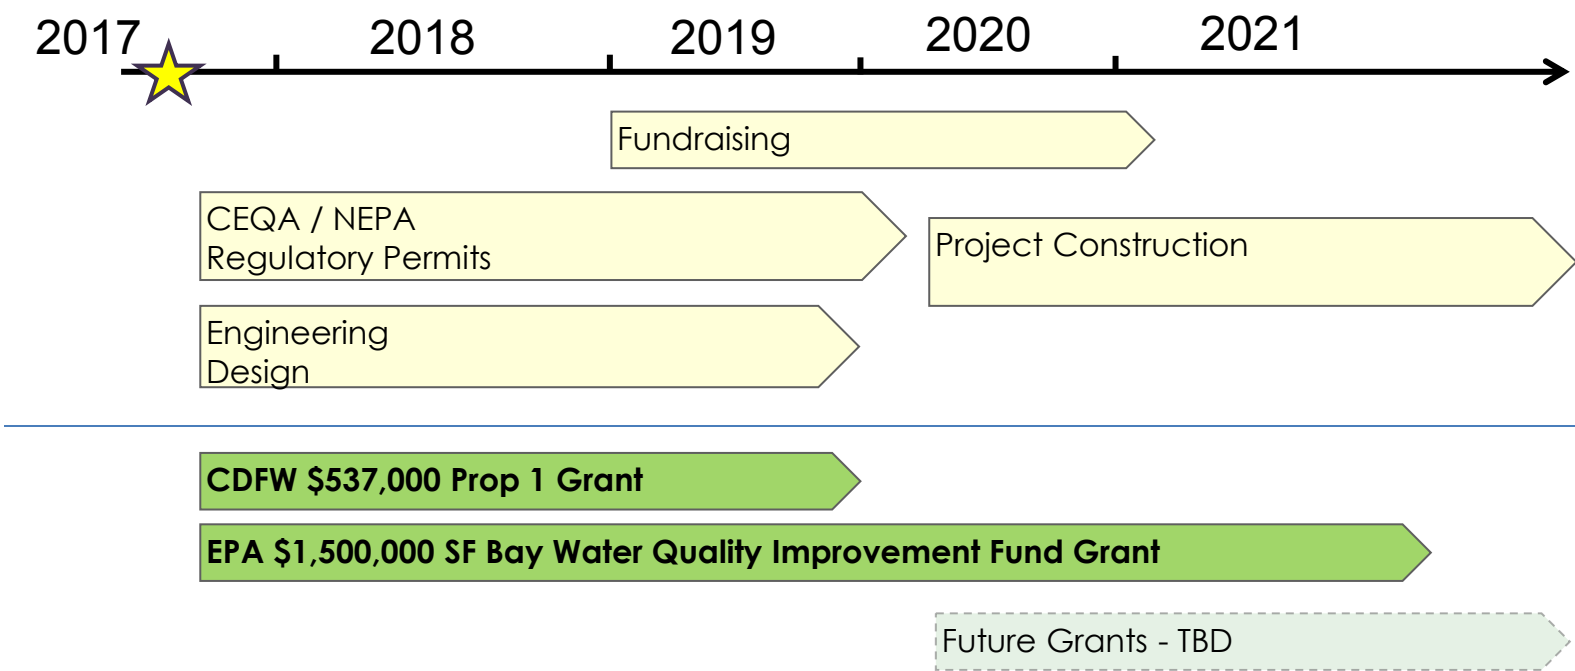 2017 2018 2019 2020 2021
Fundraising
CEQA / NEPA
Regulatory Permits
Project Construction
Engineering
Design
CDFW $537,000 Prop 1 Grant
EPA $1,500,000 SF Bay Water Quality Improvement Fund Grant
Future Grants - TBD